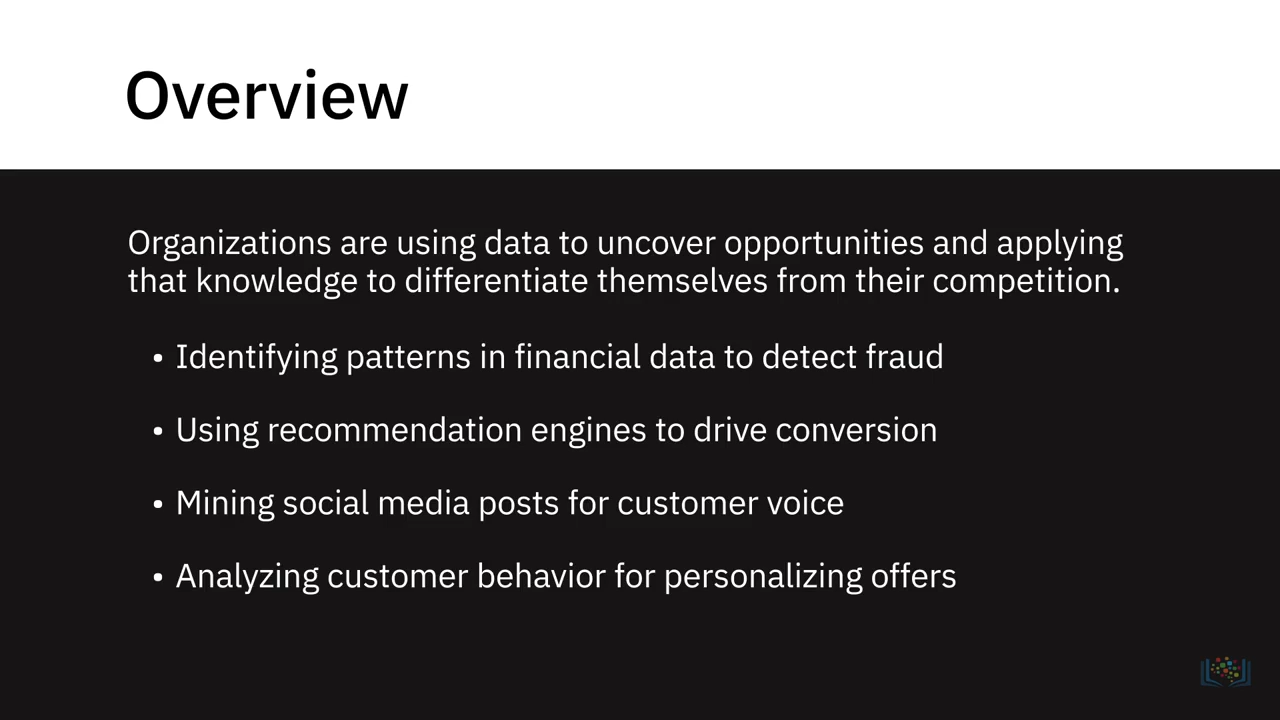 Overview
Organizations are using data to uncover opportunities and applying
that knowledge to differentiate themselves from their competition.
• Identifying patterns in financial data to detect fraud
• Using recommendation engines to drive conversion
• Mining social media posts for customer voice
• Analyzing customer behavior for personalizing offers